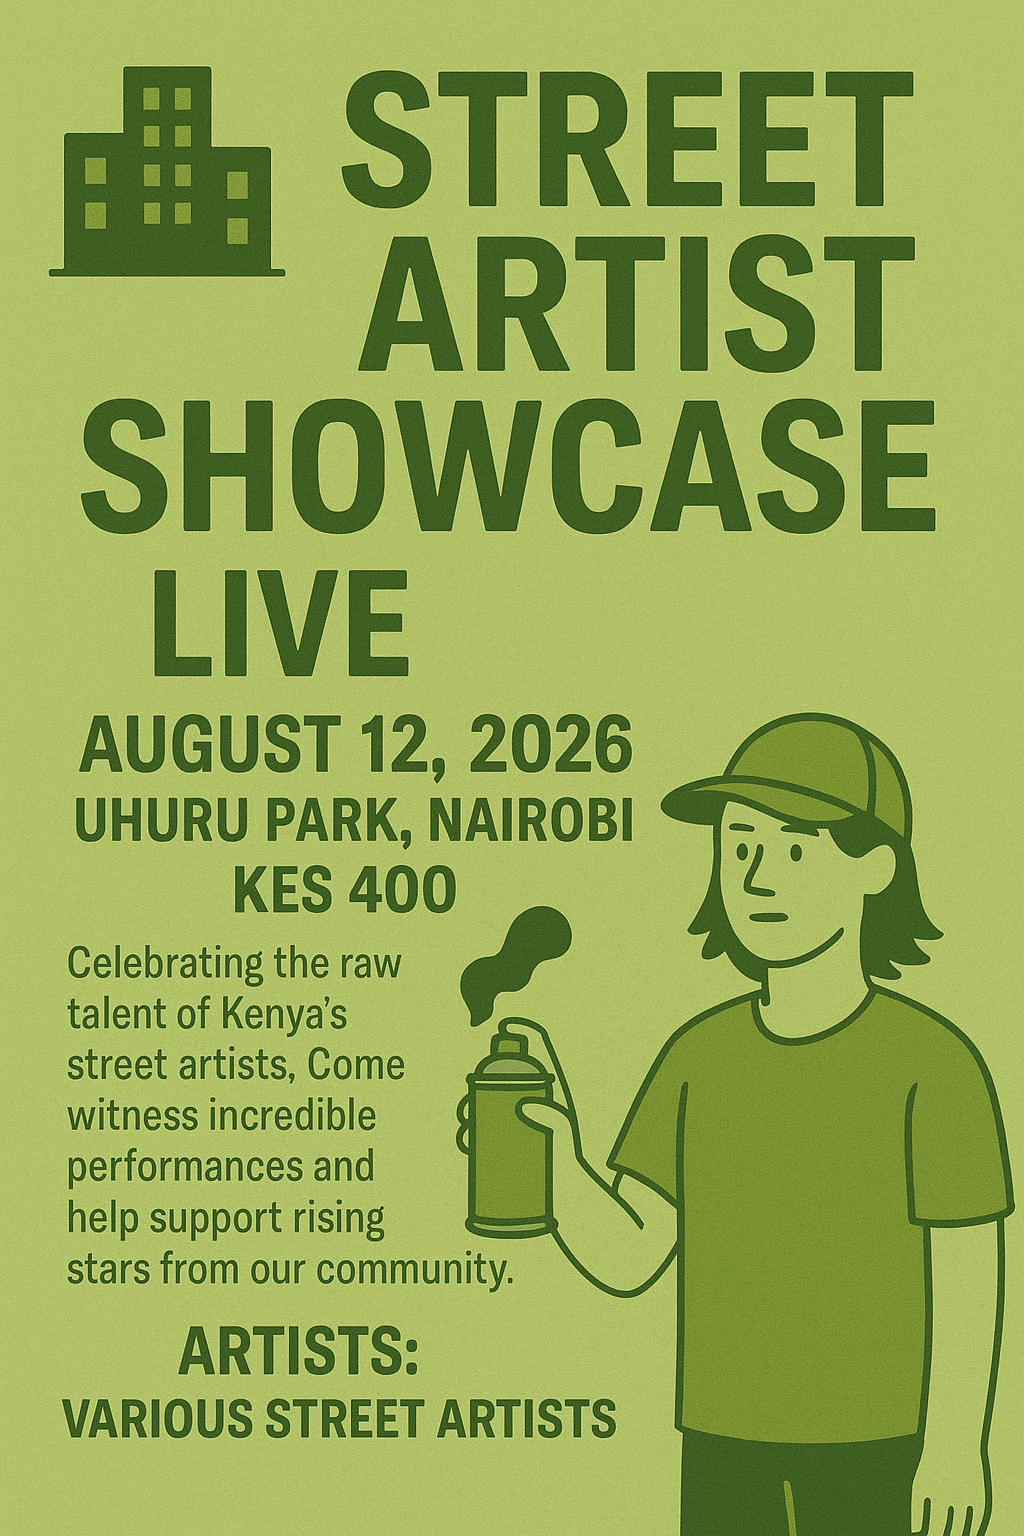 STREET
ARTIST
SHOWCASE
LIVE
AUGUST 12, 2026
UHURU PARK, NAIROBI
KES 400
Celebrating the raw
talent of Kenya’s
street artists, Come
witness incredible
performances and
help support rising
stars from our community.
ARTISTS:
VARIOUS STREET ARTISTS